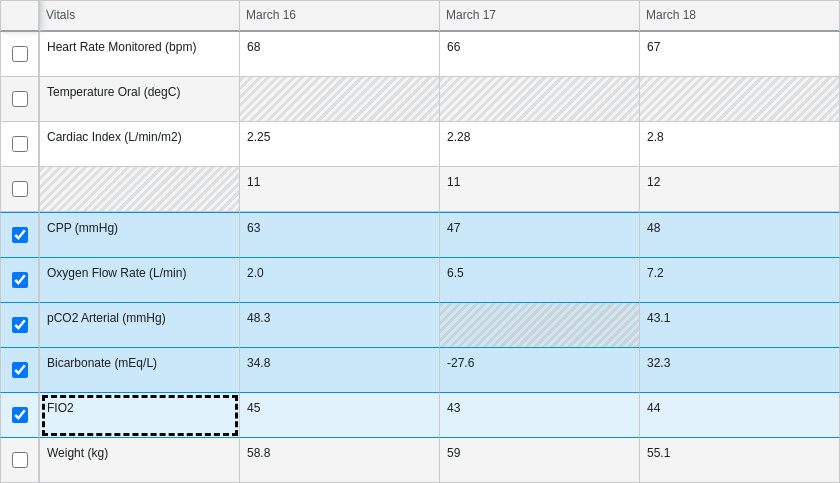 Vitals March 16 March 17 March 18
Heart Rate Monitored (bpm) 68 66 67
Temperature Oral (degC)
Cardiac Index (L/min/m2) 2.25 2.28 2.8
11 11 12
CPP (mmHg) 63 47 48
Oxygen Flow Rate (L/min) 2.0 6.5 7.2
pCO2 Arterial (mmHg) 48.3 43.1
Bicarbonate (mEq/L) 34.8 -27.6 32.3
FIO2 45 43 44
Weight (kg) 58.8 59 55.1